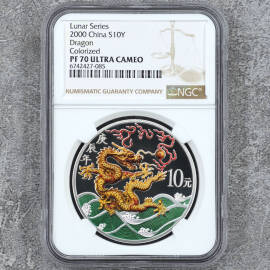 Lunar Series
2000 China S10Y
Dragon
Colorized
PF 70 ULTRA CAMEO
6742427-085
NUMISMATIC GUARANTY COMPANY
NGC
庚辰年
10元